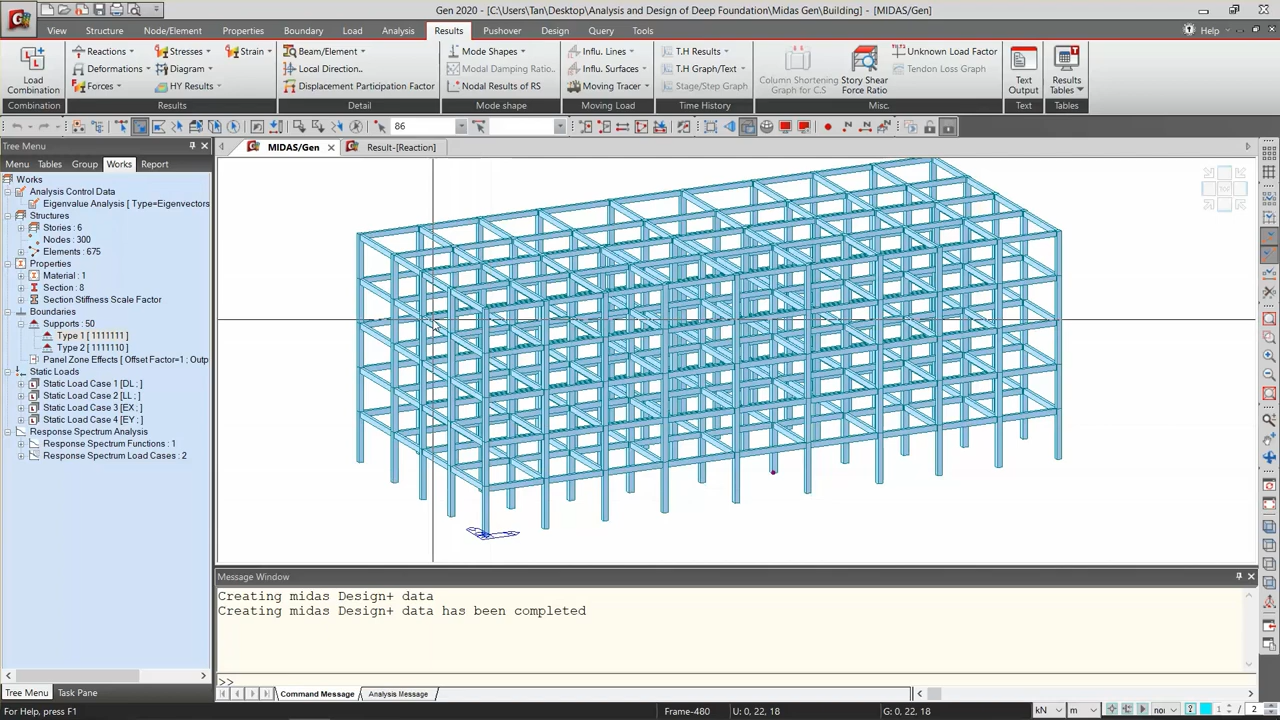 Gen 2020 - [C:\Users\Tan\Desktop\Analysis and Design of Deep Foundation\Midas Gen\Building] - [MIDAS/Gen]
View Structure Node/Element Properties Boundary Load Analysis Results Pushover Design Query Tools Help
Reactions Stresses Strain Beam/Element Mode Shapes Influ. Lines T.H Results Unknown Load Factor
Deformations Diagram Local Direction... Modal Damping Ratio.. Influ. Surfaces T.H Graph/Text Tendon Loss Graph
Load Combination Forces HY Results Displacement Participation Factor Nodal Results of RS Moving Tracer Stage/Step Graph Column Shortening Graph for C.S Story Shear Force Ratio Text Output Results Tables
Combination Results Detail Mode shape Moving Load Time History Misc. Text Tables
86
Tree Menu
MIDAS/Gen Result-[Reaction]
Menu Tables Group Works Report
Works
Analysis Control Data
Eigenvalue Analysis [ Type=Eigenvectors
Structures
Stories : 6
Nodes : 300
Elements : 675
Properties
Material : 1
Section : 8
Section Stiffness Scale Factor
Boundaries
Supports : 50
Type 1 [ 1111111 ]
Type 2 [ 1111110 ]
Panel Zone Effects [ Offset Factor=1 ; Outp
Static Loads
Static Load Case 1 [DL ; ]
Static Load Case 2 [LL ; ]
Static Load Case 3 [EX ; ]
Static Load Case 4 [EY ; ]
Response Spectrum Analysis
Response Spectrum Functions : 1
Response Spectrum Load Cases : 2
Message Window
Creating midas Design+ data
Creating midas Design+ data has been completed
>>
Tree Menu Task Pane
Command Message Analysis Message
For Help, press F1
Frame-480
U: 0, 22, 18
G: 0, 22, 18
kN
m
1 / 2